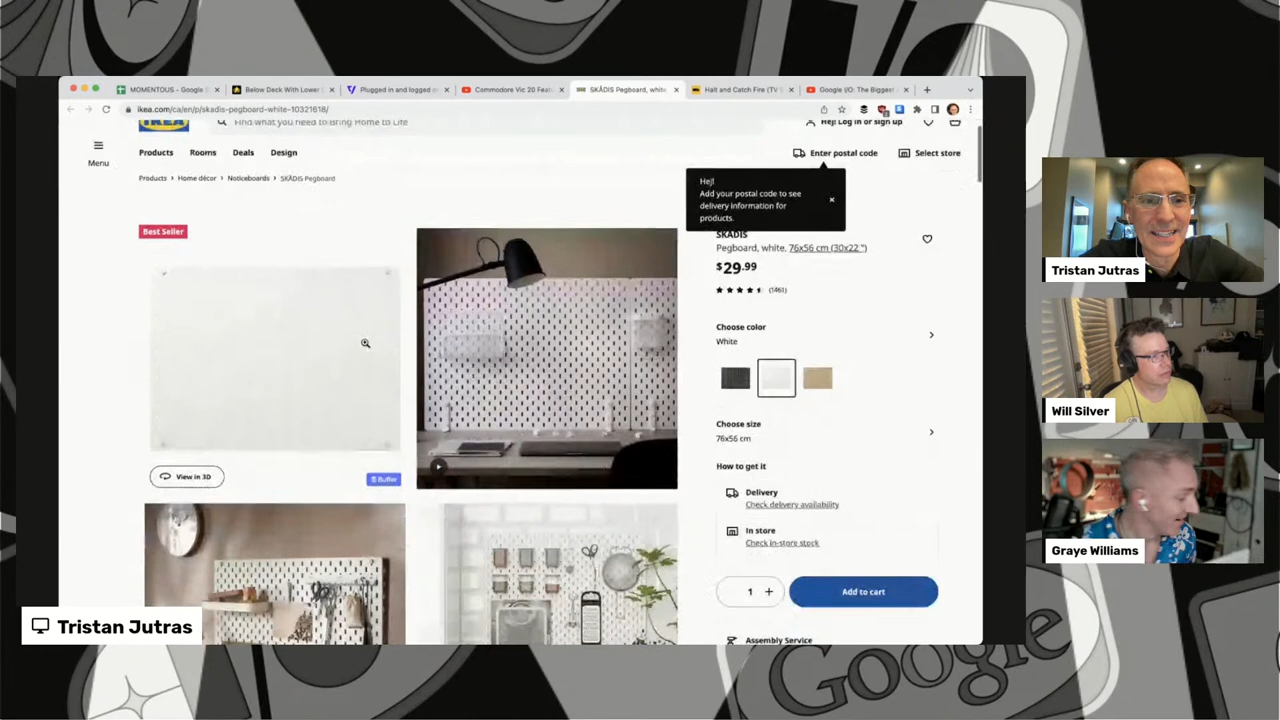 MOMENTOUS - Google S
Below Deck With Lower
Plugged in and logged o
Commodore Vic 20 Feat
SKÅDIS Pegboard, white
Halt and Catch Fire (TV S
Google I/O: The Biggest
ikea.com/ca/en/p/skadis-pegboard-white-10321618/
IKEA
Find what you need to Bring Home to Life
Hej! Log in or sign up
Menu
Products
Rooms
Deals
Design
Enter postal code
Select store
Products › Home décor › Noticeboards › SKÅDIS Pegboard
Hej!
Add your postal code to see
delivery information for
products.
Best Seller
SKÅDIS
Pegboard, white, 76x56 cm (30x22 ")
$29.99
(1461)
Choose color
White
Choose size
76x56 cm
How to get it
View in 3D
Buffer
Delivery
Check delivery availability
In store
Check in-store stock
1
Add to cart
Assembly Service
Tristan Jutras
Will Silver
Graye Williams
Tristan Jutras
Google